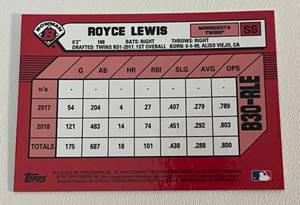 BOWMAN
B
ROYCE LEWIS
MINNESOTA
TWINS
SS
6'2" 188 BATS: RIGHT THROWS: RIGHT
DRAFTED: TWINS RD1-2017, 1ST OVERALL BORN: 6-5-99, ALISO VIEJO, CA
G AB HR RBI SLG AVG OPS
2017 54 204 4 27 .407 .279 .789
2018 121 483 14 74 .451 .292 .803
TOTALS 175 687 18 101 .438 .288 .800
B30-RLE
Topps